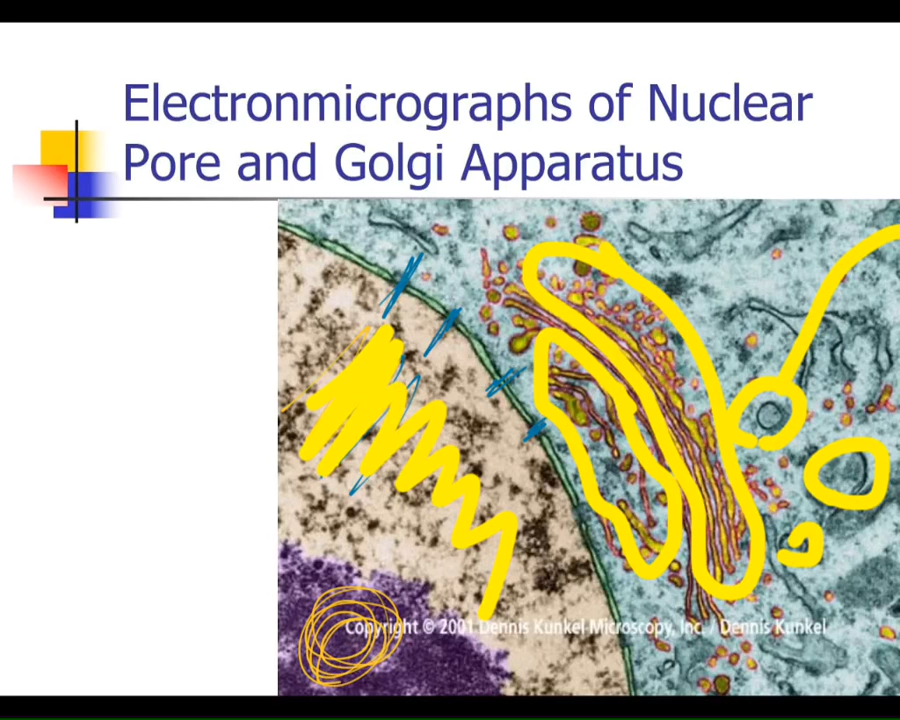 Electronmicrographs of Nuclear
Pore and Golgi Apparatus
Copyright © 2001 Dennis Kunkel Microscopy, Inc. / Dennis Kunkel